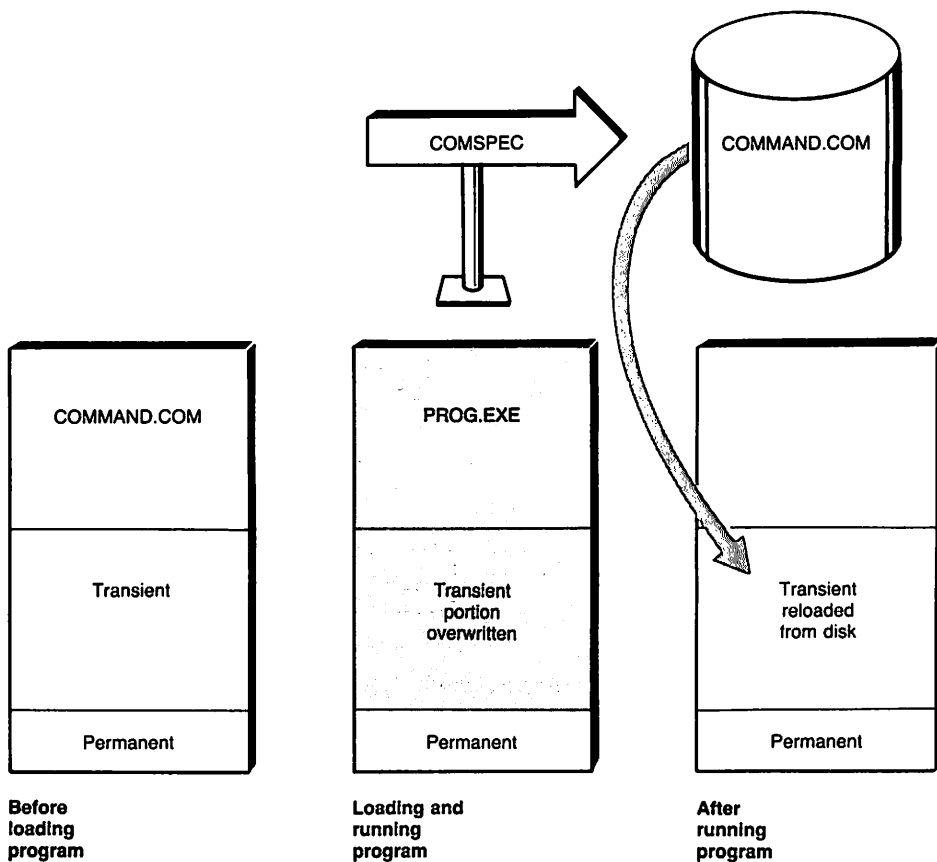 COMSPEC
COMMAND.COM
COMMAND.COM
Transient
Permanent
Before
loading
program
PROG.EXE
Transient
portion
overwritten
Permanent
Loading and
running
program
Transient
reloaded
from disk
Permanent
After
running
program